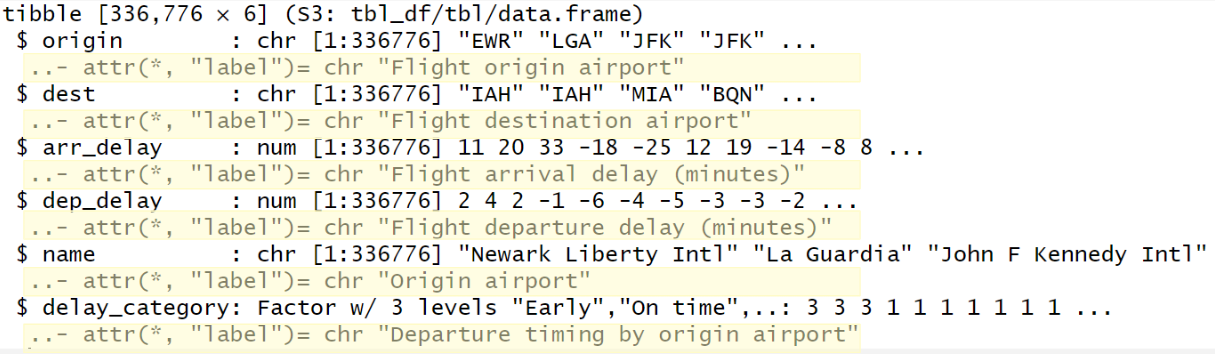 tibble [336,776 × 6] (S3: tbl_df/tbl/data.frame)
$ origin : chr [1:336776] "EWR" "LGA" "JFK" "JFK" ...
..- attr(*, "label")= chr "Flight origin airport"
$ dest : chr [1:336776] "IAH" "IAH" "MIA" "BQN" ...
..- attr(*, "label")= chr "Flight destination airport"
$ arr_delay : num [1:336776] 11 20 33 -18 -25 12 19 -14 -8 8 ...
..- attr(*, "label")= chr "Flight arrival delay (minutes)"
$ dep_delay : num [1:336776] 2 4 2 -1 -6 -4 -5 -3 -3 -2 ...
..- attr(*, "label")= chr "Flight departure delay (minutes)"
$ name : chr [1:336776] "Newark Liberty Intl" "La Guardia" "John F Kennedy Intl"
..- attr(*, "label")= chr "Origin airport"
$ delay_category: Factor w/ 3 levels "Early","On time",..: 3 3 3 1 1 1 1 1 1 1 ...
..- attr(*, "label")= chr "Departure timing by origin airport"